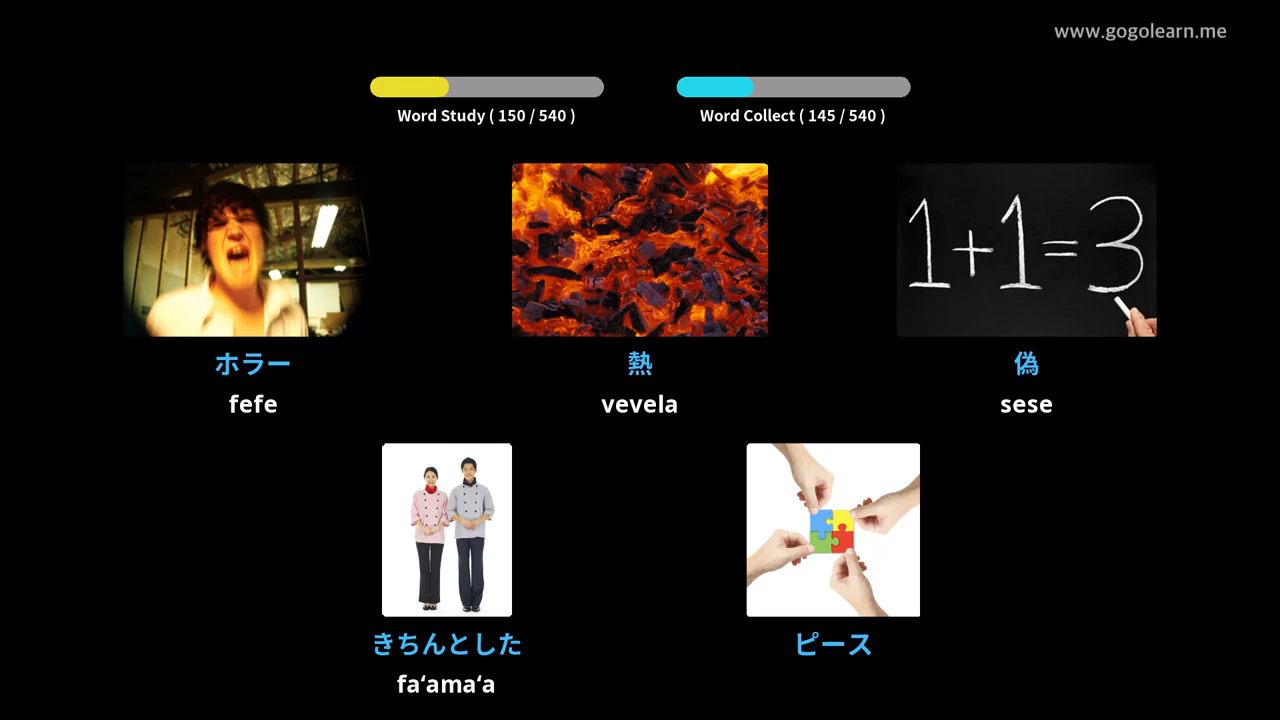 www.gogolearn.me
Word Study ( 150 / 540 )
Word Collect ( 145 / 540 )
1+1=3
ホラー
熱
偽
fefe
vevela
sese
きちんとした
ピース
fa‘ama‘a